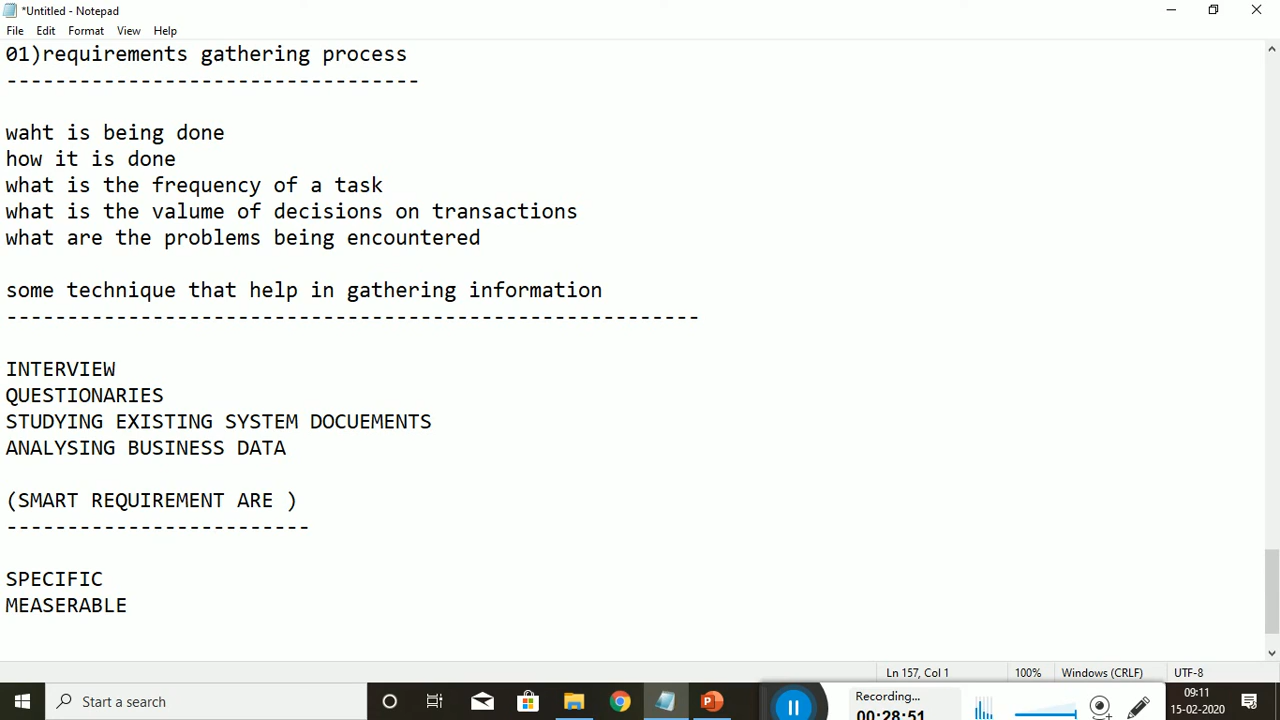 *Untitled - Notepad
File Edit Format View Help
01)requirements gathering process
----------------------------------
waht is being done
how it is done
what is the frequency of a task
what is the valume of decisions on transactions
what are the problems being encountered
some technique that help in gathering information
---------------------------------------------------------
INTERVIEW
QUESTIONARIES
STUDYING EXISTING SYSTEM DOCUEMENTS
ANALYSING BUSINESS DATA
(SMART REQUIREMENT ARE )
-------------------------
SPECIFIC
MEASERABLE
Ln 157, Col 1 100% Windows (CRLF) UTF-8
Start a search
Recording...
00:28:51
09:11
15-02-2020